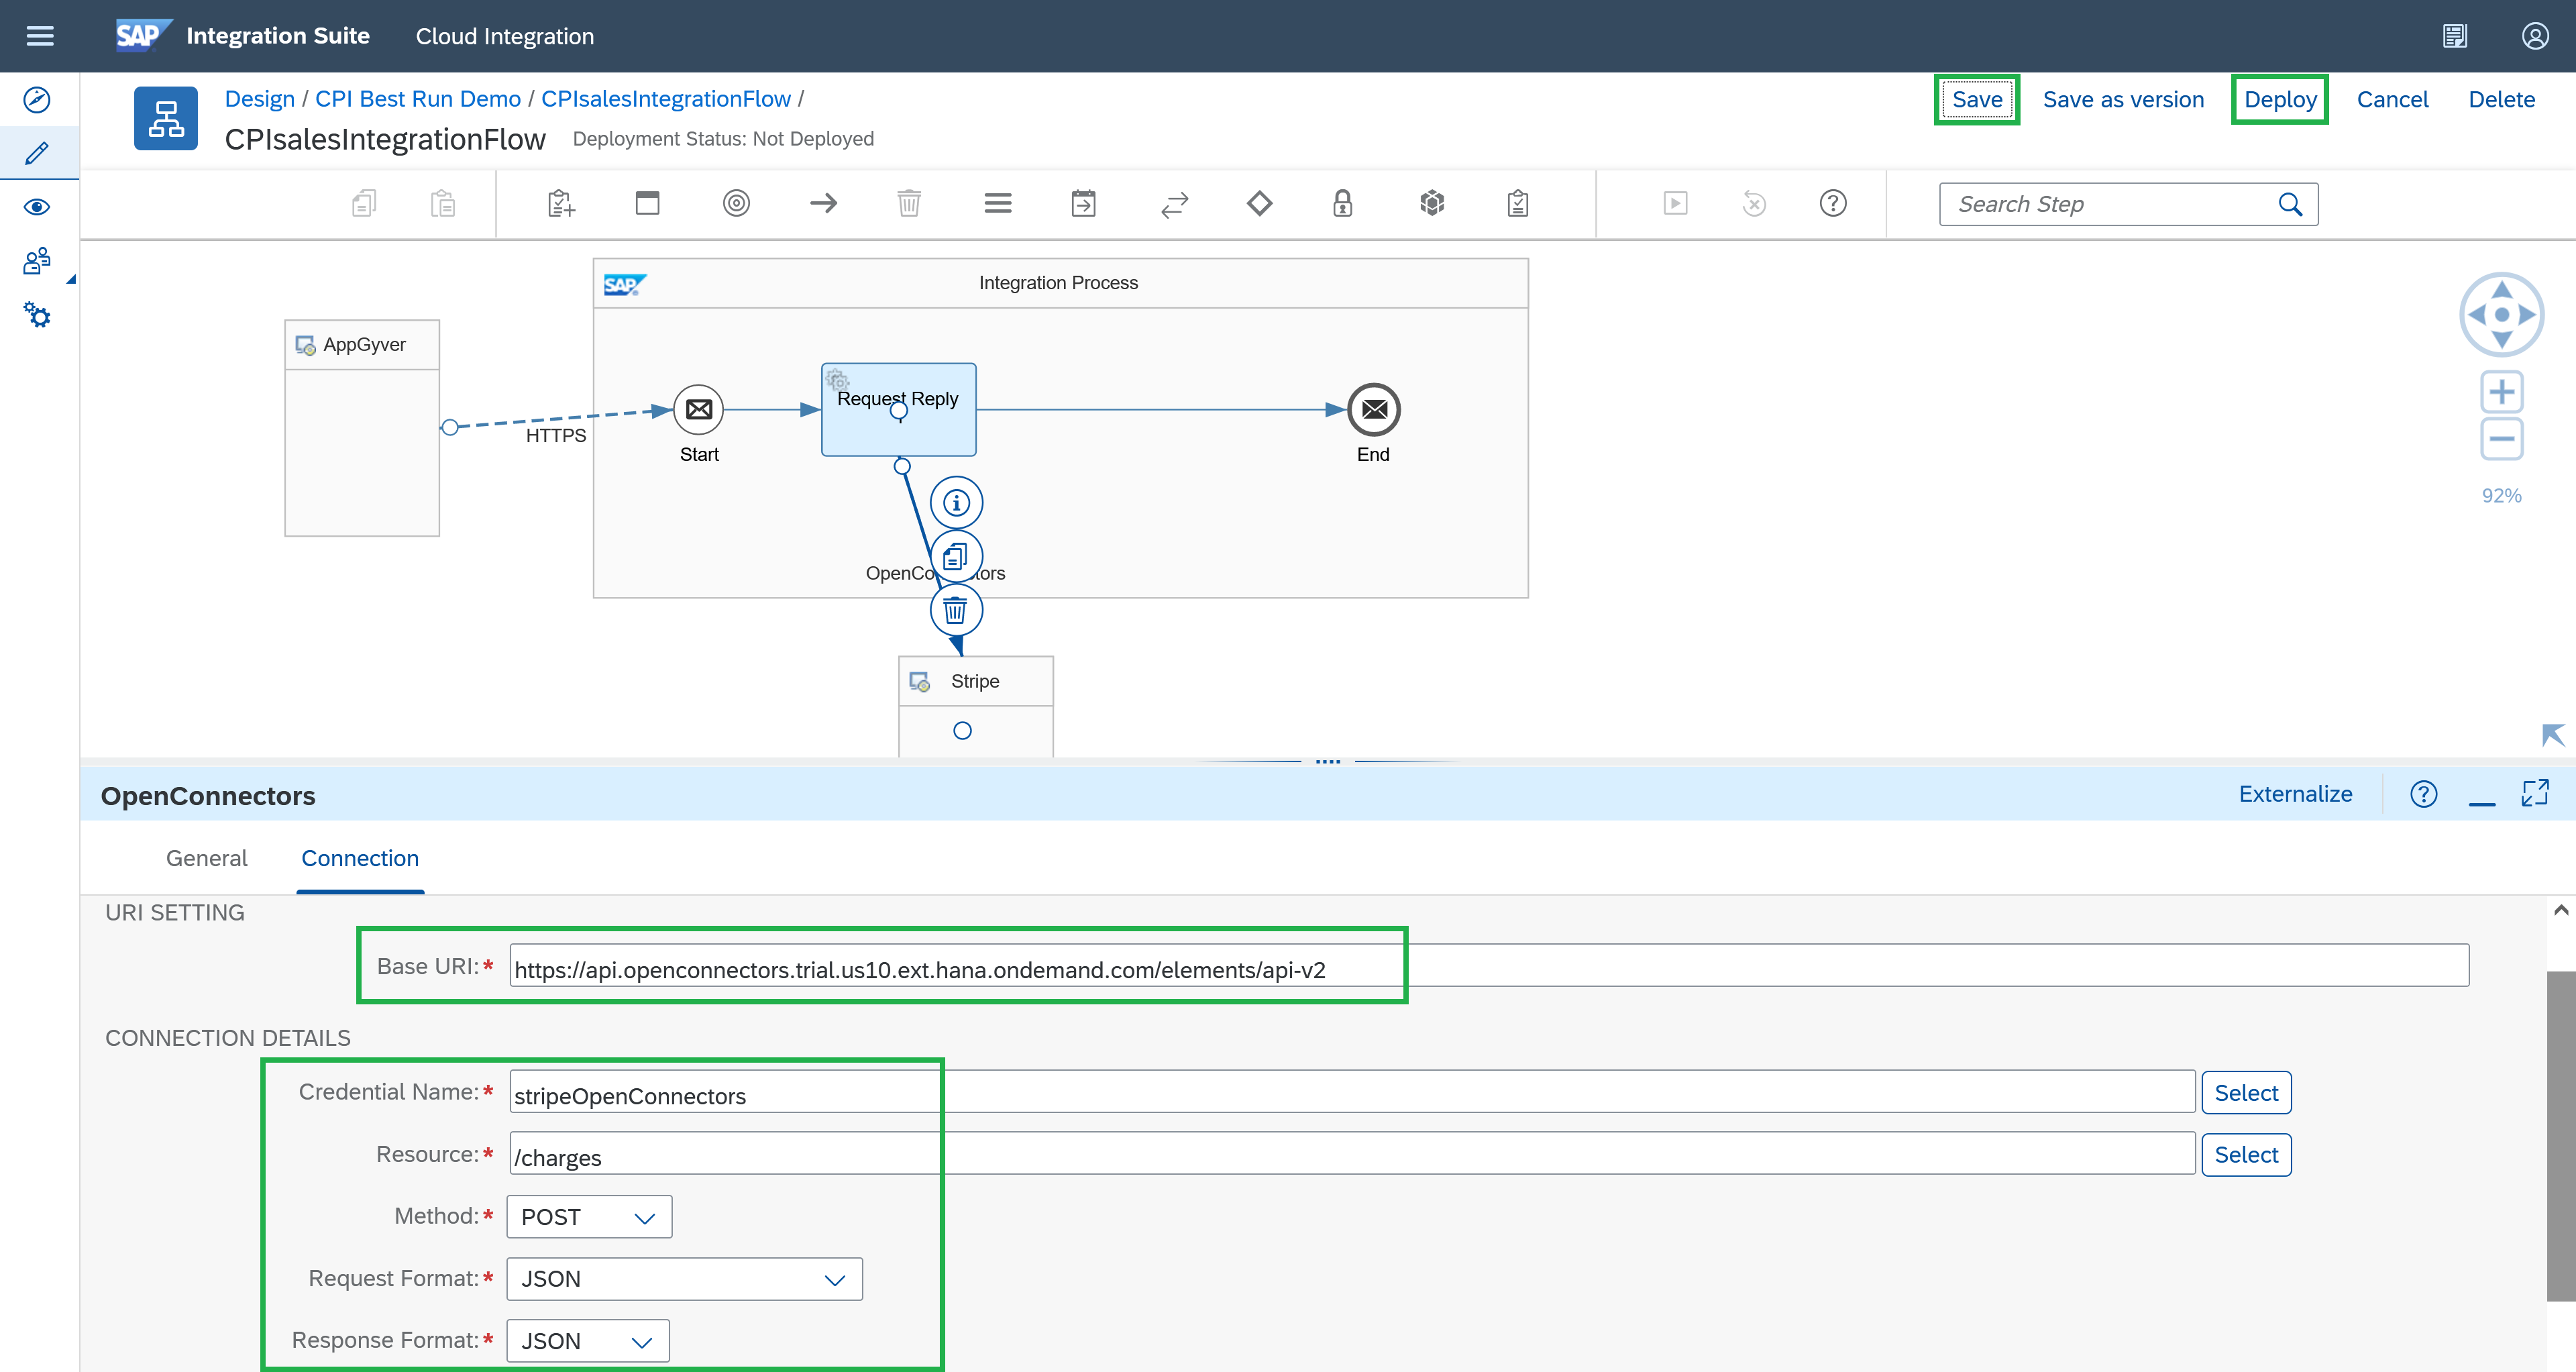 SAP Integration Suite Cloud Integration
Design / CPI Best Run Demo / CPIsalesIntegrationFlow /
Save Save as version Deploy Cancel Delete
CPIsalesIntegrationFlow Deployment Status: Not Deployed
Search Step
SAP Integration Process
AppGyver
Request Reply
HTTPS
Start
End
92%
OpenConnectors
Stripe
OpenConnectors
Externalize
General Connection
URI SETTING
Base URI:* https://api.openconnectors.trial.us10.ext.hana.ondemand.com/elements/api-v2
CONNECTION DETAILS
Credential Name:* stripeOpenConnectors Select
Resource:* /charges Select
Method:* POST
Request Format:* JSON
Response Format:* JSON